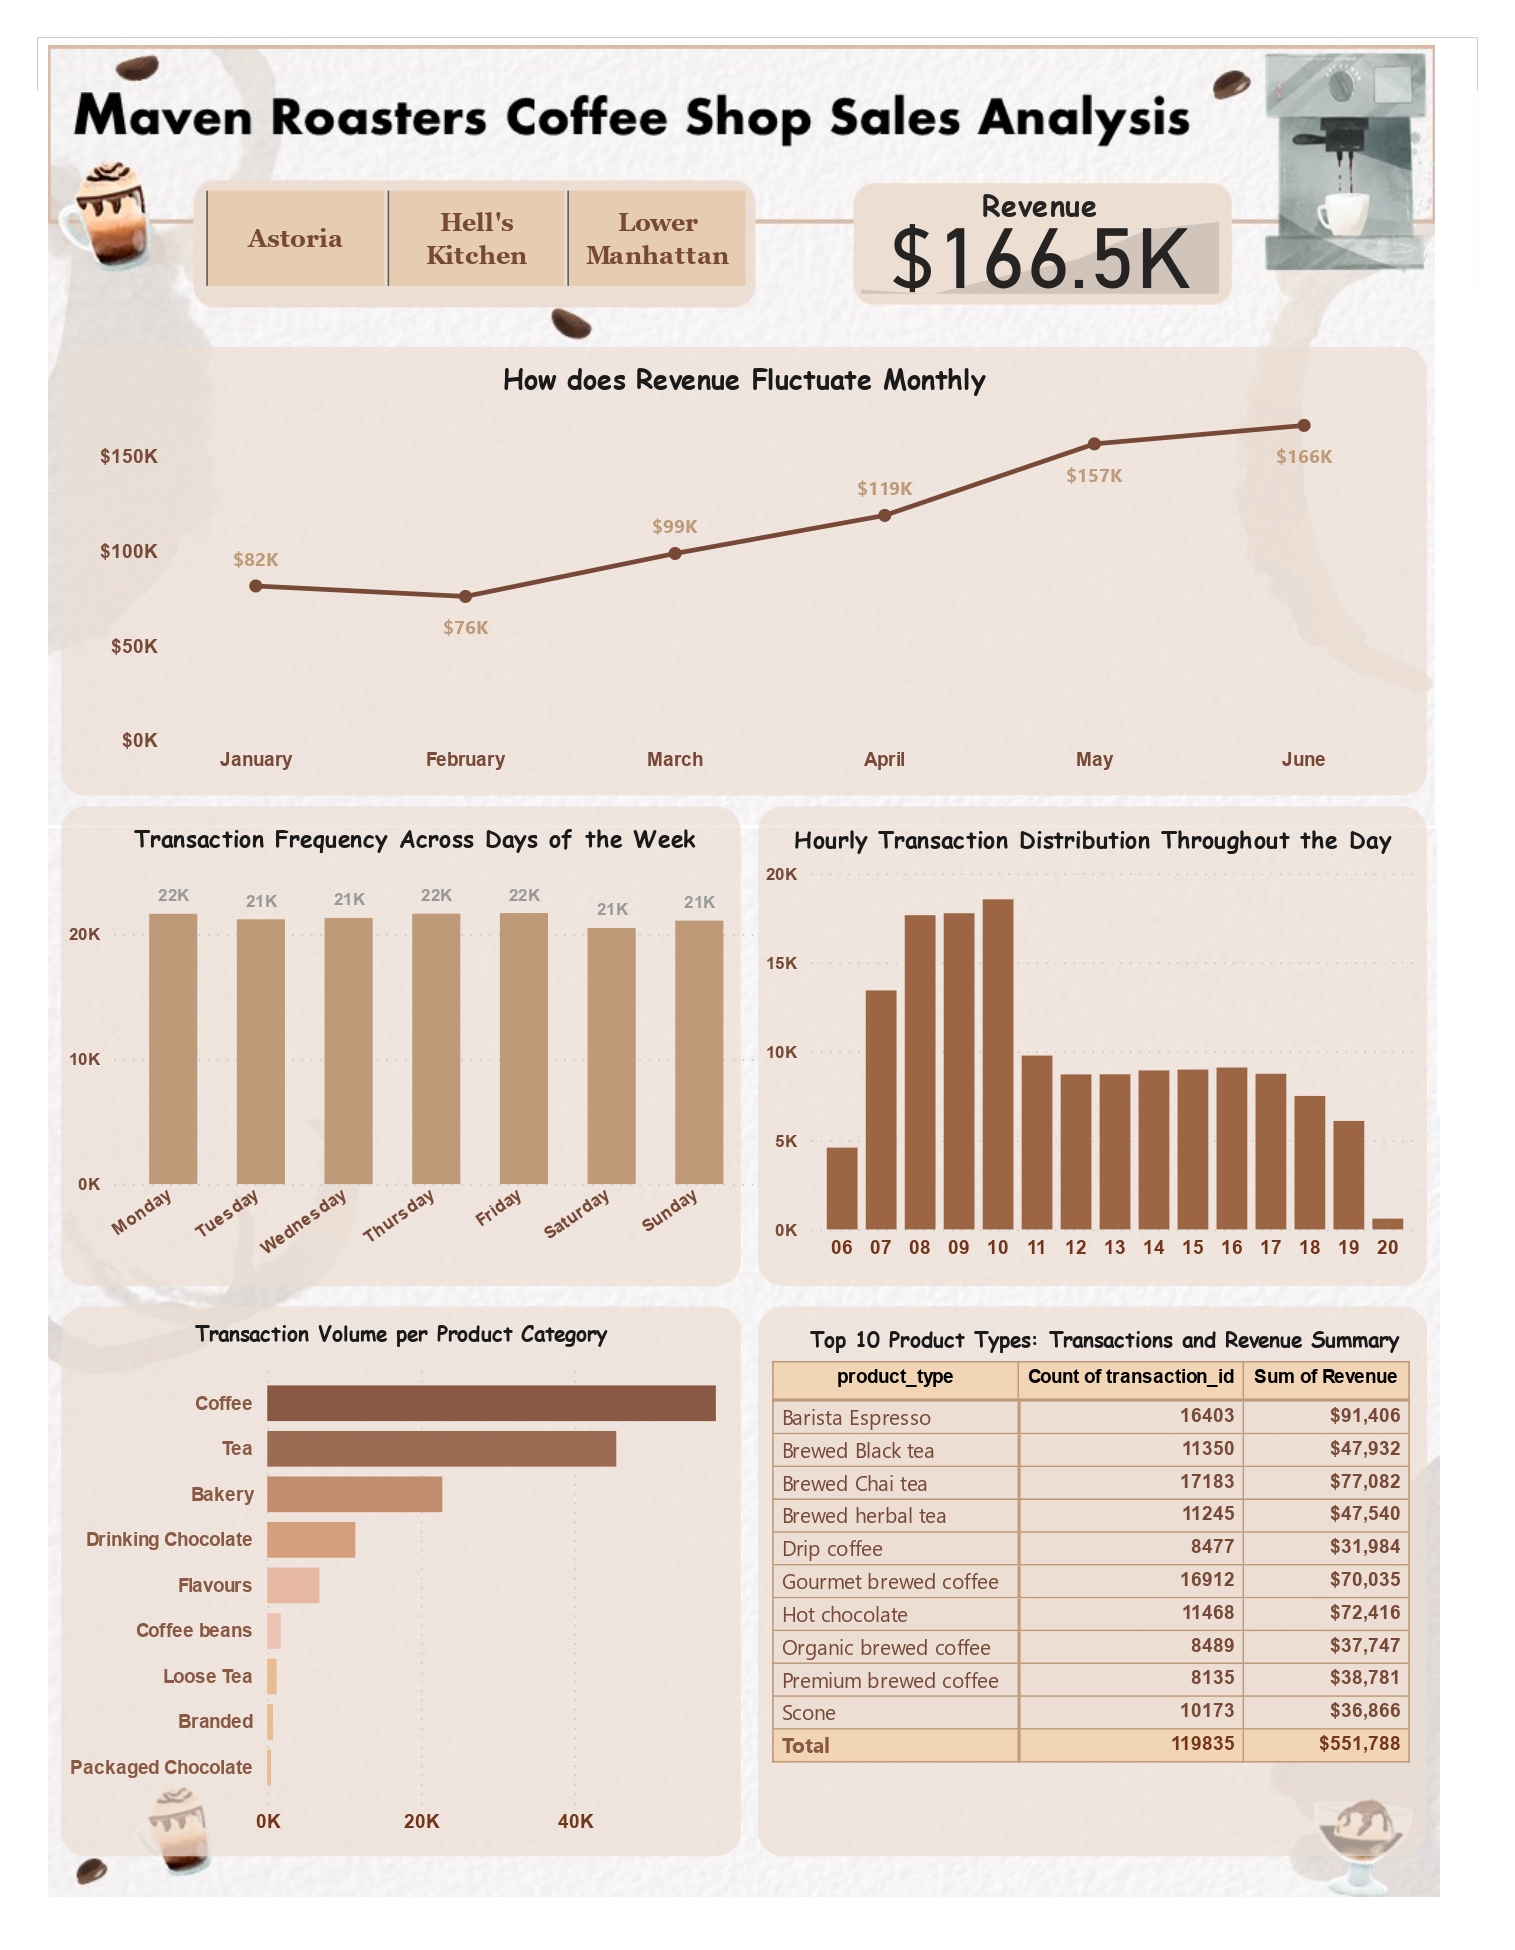 Maven Roasters Coffee Shop Sales Analysis
Astoria
Hell's
Kitchen
Lower
Manhattan
Revenue
$166.5K
How does Revenue Fluctuate Monthly
$150K
$100K
$50K
$0K
$82K
$76K
$99K
$119K
$157K
$166K
January February March April May June
Transaction Frequency Across Days of the Week
20K
10K
0K
22K 21K 21K 22K 22K 21K 21K
Monday Tuesday Wednesday Thursday Friday Saturday Sunday
Hourly Transaction Distribution Throughout the Day
20K
15K
10K
5K
0K
06 07 08 09 10 11 12 13 14 15 16 17 18 19 20
Transaction Volume per Product Category
Coffee
Tea
Bakery
Drinking Chocolate
Flavours
Coffee beans
Loose Tea
Branded
Packaged Chocolate
0K 20K 40K
Top 10 Product Types: Transactions and Revenue Summary
product_type Count of transaction_id Sum of Revenue
Barista Espresso 16403 $91,406
Brewed Black tea 11350 $47,932
Brewed Chai tea 17183 $77,082
Brewed herbal tea 11245 $47,540
Drip coffee 8477 $31,984
Gourmet brewed coffee 16912 $70,035
Hot chocolate 11468 $72,416
Organic brewed coffee 8489 $37,747
Premium brewed coffee 8135 $38,781
Scone 10173 $36,866
Total 119835 $551,788